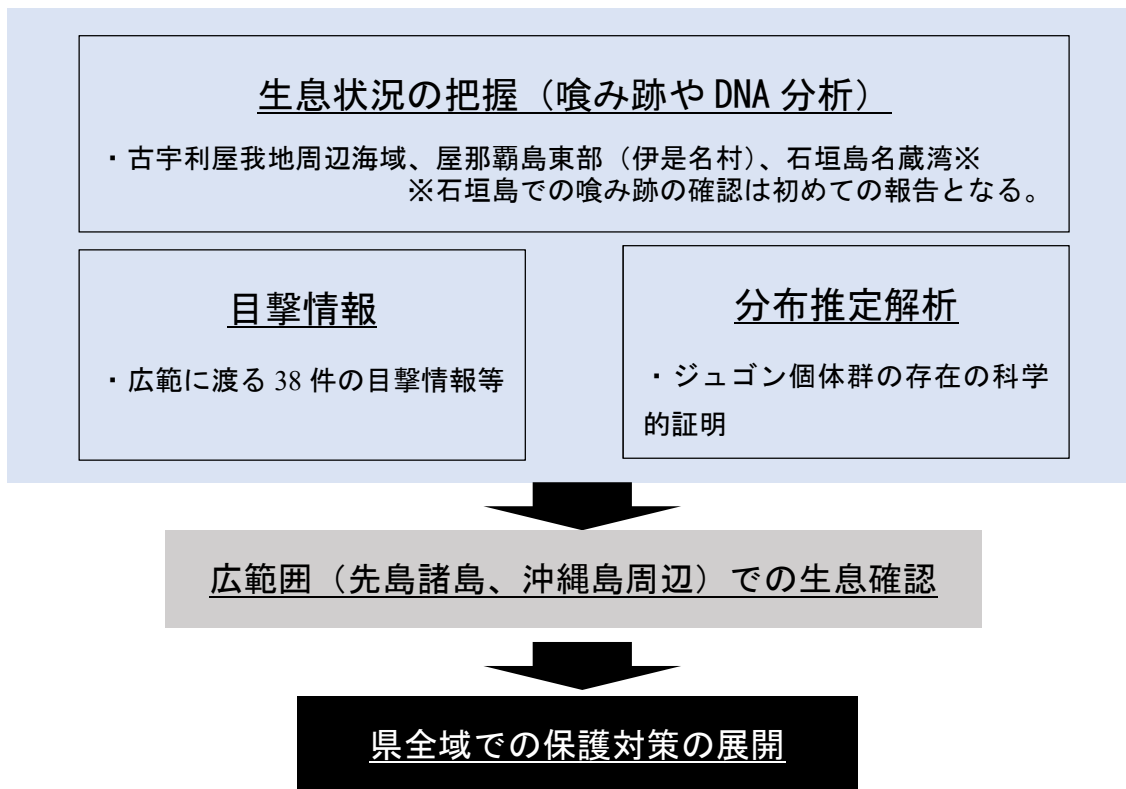 生息状況の把握（喰み跡や DNA 分析）
・古宇利屋我地周辺海域、屋那覇島東部（伊是名村）、石垣島名蔵湾※
※石垣島での喰み跡の確認は初めての報告となる。
目撃情報
・広範に渡る 38 件の目撃情報等
分布推定解析
・ジュゴン個体群の存在の科学
的証明
広範囲（先島諸島、沖縄島周辺）での生息確認
県全域での保護対策の展開